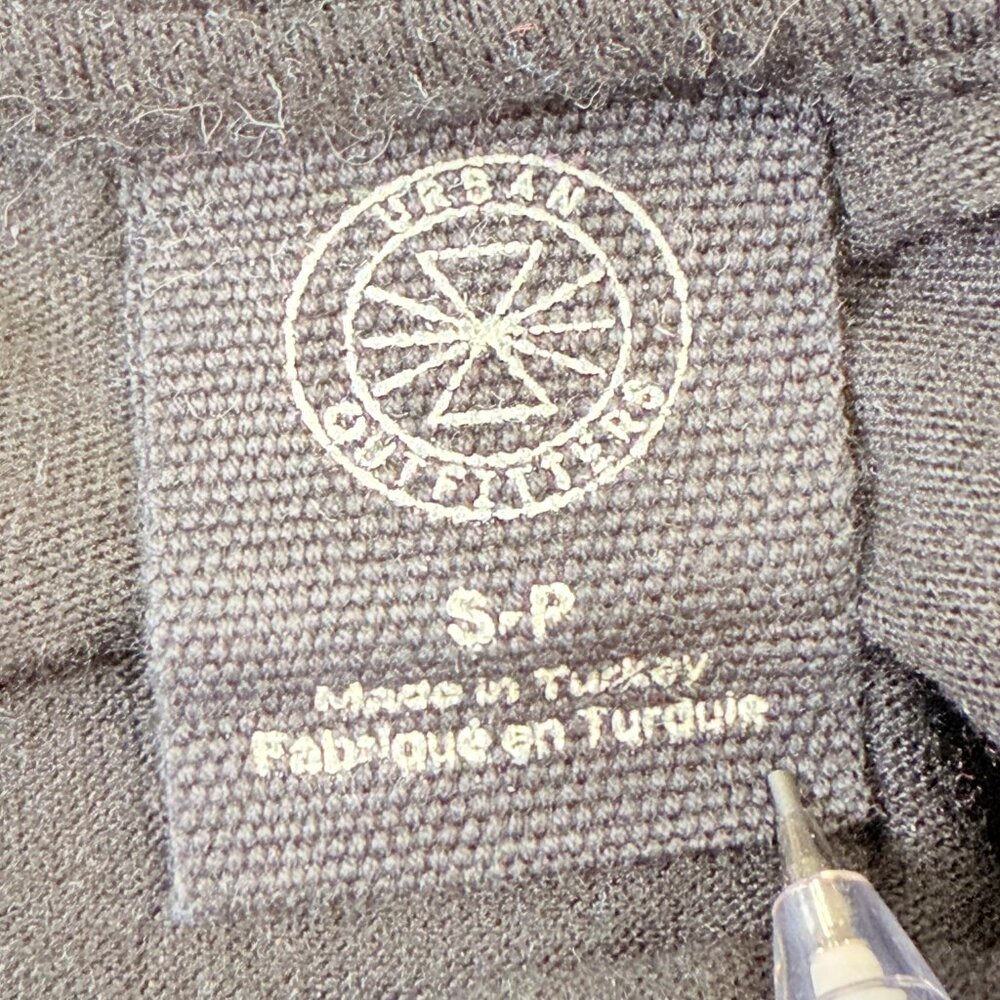 URBAN
OUTFITTERS
S-P
Made in Turkey
Fabriqué en Turquie